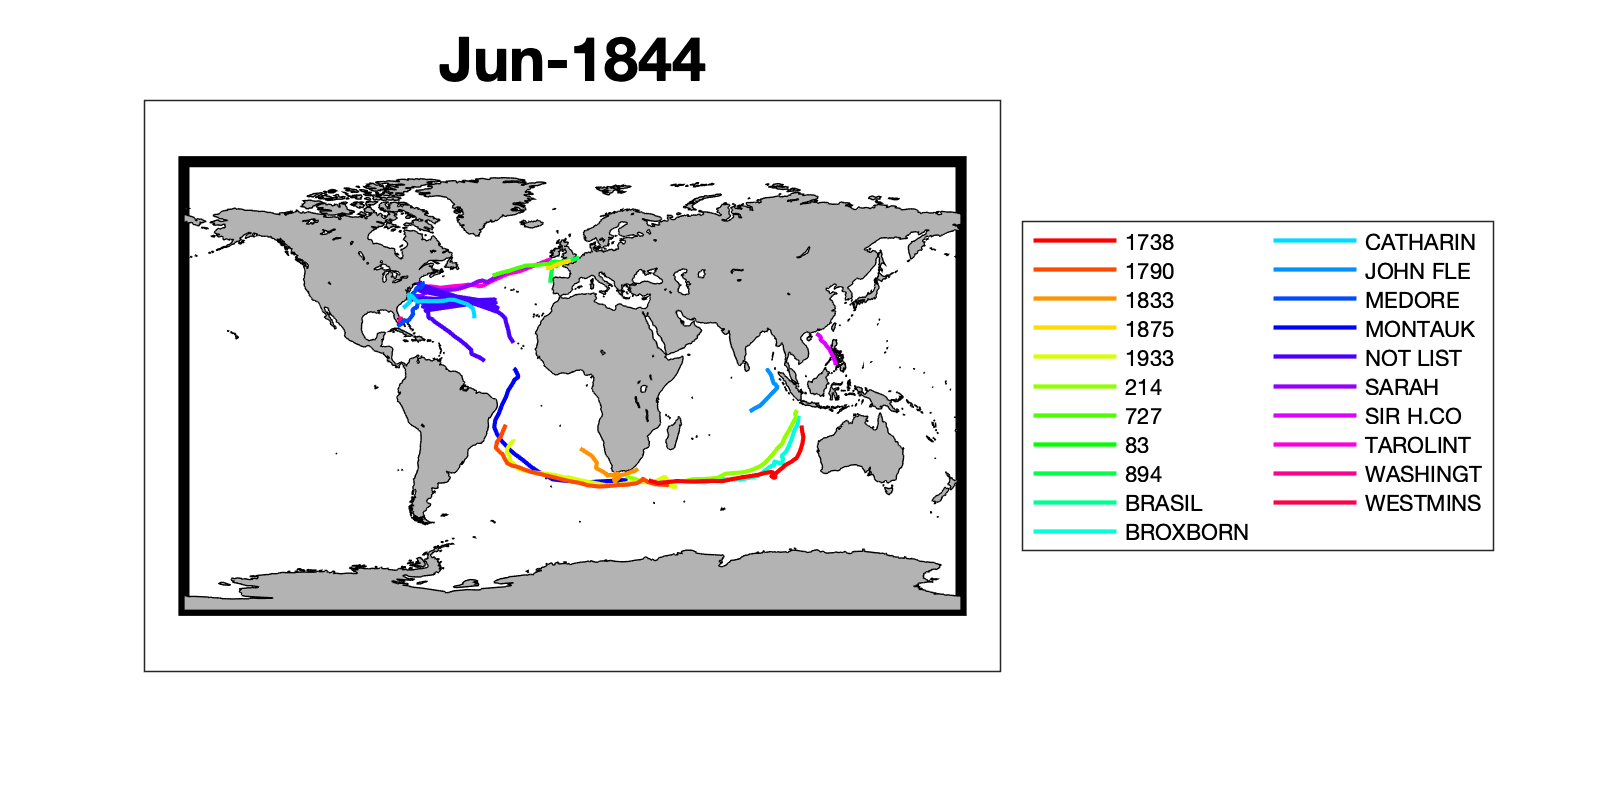 Jun-1844
1738
1790
1833
1875
1933
214
727
83
894
BRASIL
BROXBORN
CATHARIN
JOHN FLE
MEDORE
MONTAUK
NOT LIST
SARAH
SIR H.CO
TAROLINT
WASHINGT
WESTMINS